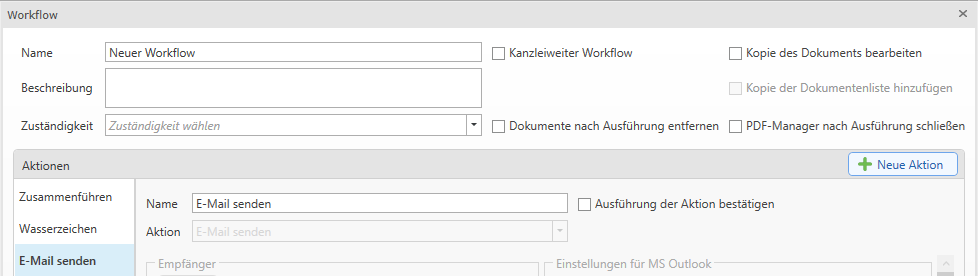 Workflow
Name Neuer Workflow Kanzleiweiter Workflow Kopie des Dokuments bearbeiten
Beschreibung Kopie der Dokumentenliste hinzufügen
Zuständigkeit Zuständigkeit wählen Dokumente nach Ausführung entfernen PDF-Manager nach Ausführung schließen
Aktionen Neue Aktion
Zusammenführen
Name E-Mail senden Ausführung der Aktion bestätigen
Wasserzeichen
Aktion E-Mail senden
E-Mail senden
Empfänger Einstellungen für MS Outlook